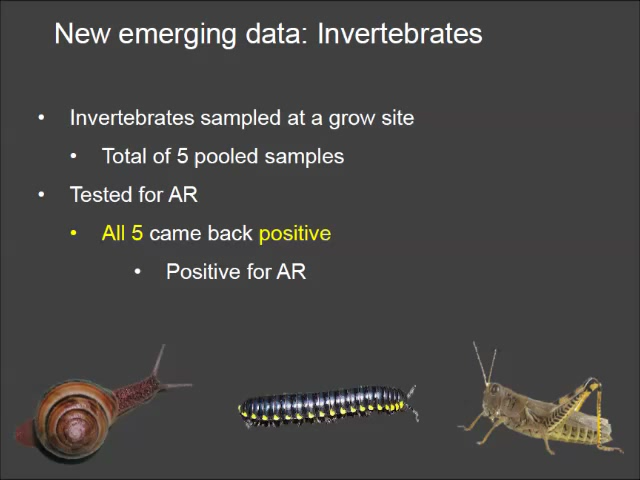 New emerging data: Invertebrates
• Invertebrates sampled at a grow site
• Total of 5 pooled samples
• Tested for AR
• All 5 came back positive
• Positive for AR